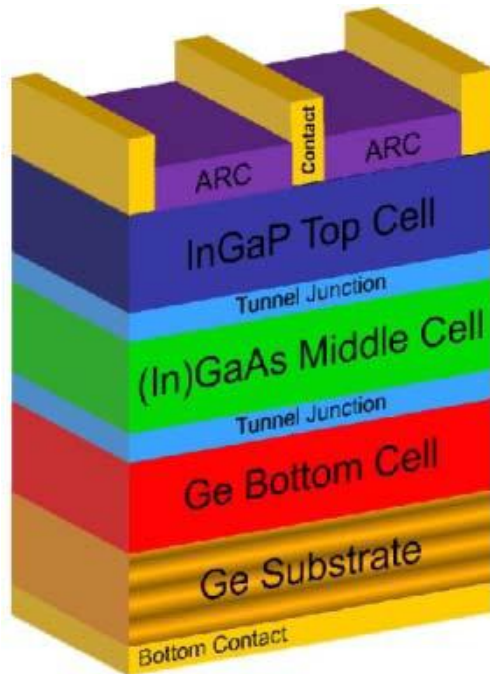 Contact
ARC
ARC
InGaP Top Cell
Tunnel Junction
(In)GaAs Middle Cell
Tunnel Junction
Ge Bottom Cell
Ge Substrate
Bottom Contact